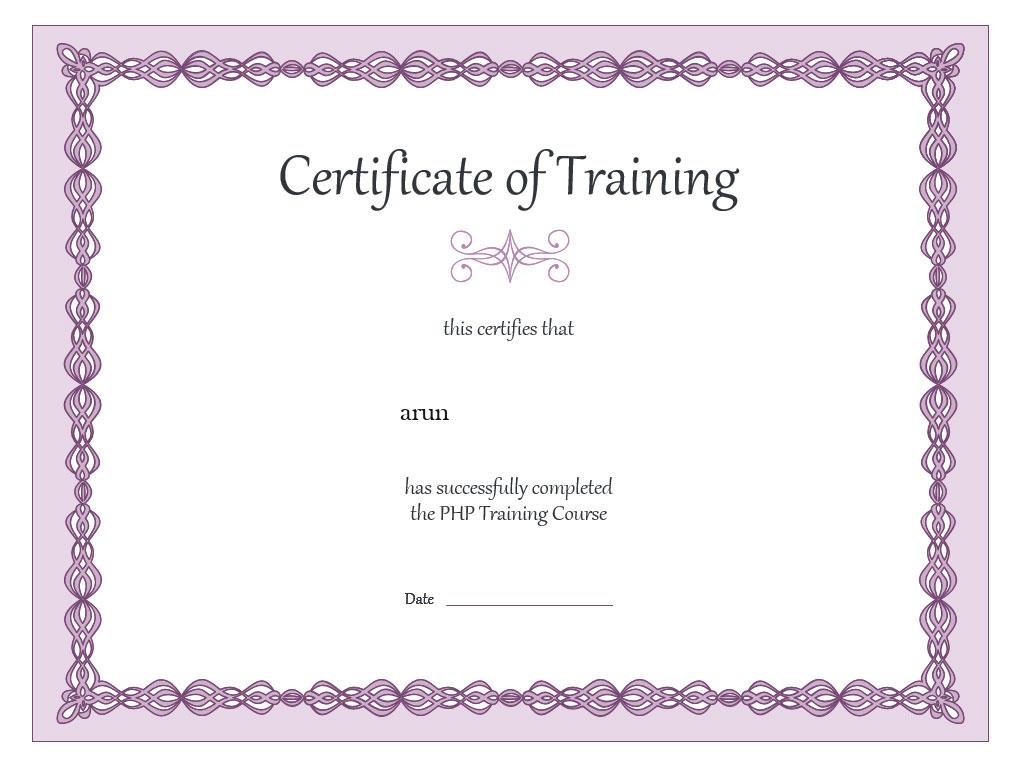 Certificate of Training
this certifies that
arun
has successfully completed
the PHP Training Course
Date